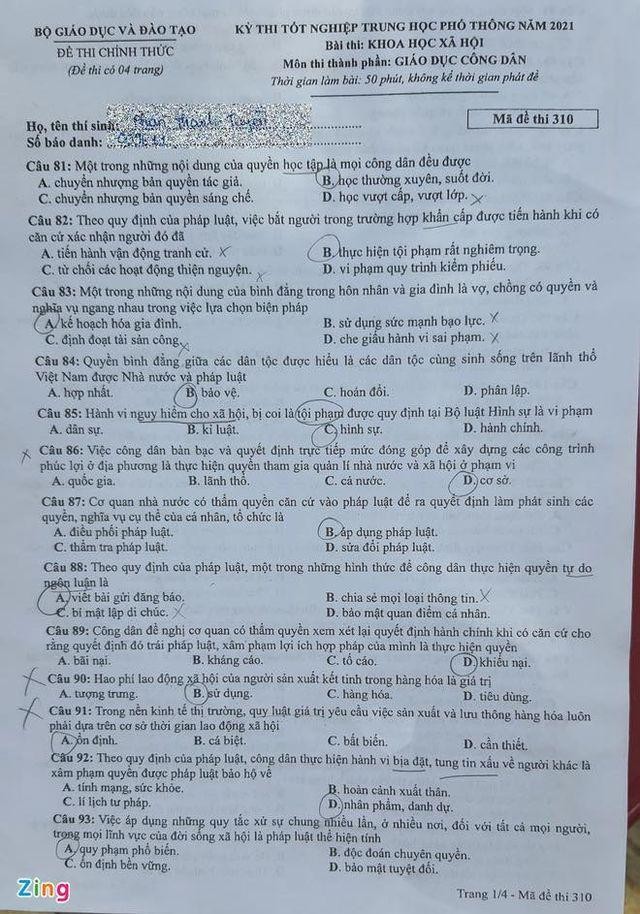 BỘ GIÁO DỤC VÀ ĐÀO TẠO
ĐỀ THI CHÍNH THỨC
(Đề thi có 04 trang)
KỲ THI TỐT NGHIỆP TRUNG HỌC PHỔ THÔNG NĂM 2021
Bài thi: KHOA HỌC XÃ HỘI
Môn thi thành phần: GIÁO DỤC CÔNG DÂN
Thời gian làm bài: 50 phút, không kể thời gian phát đề
Họ, tên thí sinh:
Số báo danh:
Mã đề thi 310
Câu 81: Một trong những nội dung của quyền học tập là mọi công dân đều được
A. chuyển nhượng bản quyền tác giả. B. học thường xuyên, suốt đời.
C. chuyển nhượng bản quyền sáng chế. D. học vượt cấp, vượt lớp.
Câu 82: Theo quy định của pháp luật, việc bắt người trong trường hợp khẩn cấp được tiến hành khi có
căn cứ xác nhận người đó đã
A. tiến hành vận động tranh cử. B. thực hiện tội phạm rất nghiêm trọng.
C. từ chối các hoạt động thiện nguyện. D. vi phạm quy trình kiểm phiếu.
Câu 83: Một trong những nội dung của bình đẳng trong hôn nhân và gia đình là vợ, chồng có quyền và
nghĩa vụ ngang nhau trong việc lựa chọn biện pháp
A. kế hoạch hóa gia đình. B. sử dụng sức mạnh bạo lực.
C. định đoạt tài sản công. D. che giấu hành vi sai phạm.
Câu 84: Quyền bình đẳng giữa các dân tộc được hiểu là các dân tộc cùng sinh sống trên lãnh thổ
Việt Nam được Nhà nước và pháp luật
A. hợp nhất. B. bảo vệ. C. hoán đổi. D. phân lập.
Câu 85: Hành vi nguy hiểm cho xã hội, bị coi là tội phạm được quy định tại Bộ luật Hình sự là vi phạm
A. dân sự. B. kỉ luật. C. hình sự. D. hành chính.
Câu 86: Việc công dân bàn bạc và quyết định trực tiếp mức đóng góp để xây dựng các công trình
phúc lợi ở địa phương là thực hiện quyền tham gia quản lí nhà nước và xã hội ở phạm vi
A. quốc gia. B. lãnh thổ. C. cả nước. D. cơ sở.
Câu 87: Cơ quan nhà nước có thẩm quyền căn cứ vào pháp luật để ra quyết định làm phát sinh các
quyền, nghĩa vụ cụ thể của cá nhân, tổ chức là
A. điều phối pháp luật. B. áp dụng pháp luật.
C. thẩm tra pháp luật. D. sửa đổi pháp luật.
Câu 88: Theo quy định của pháp luật, một trong những hình thức để công dân thực hiện quyền tự do
ngôn luận là
A. viết bài gửi đăng báo. B. chia sẻ mọi loại thông tin.
C. bí mật lập di chúc. D. bảo mật quan điểm cá nhân.
Câu 89: Công dân đề nghị cơ quan có thẩm quyền xem xét lại quyết định hành chính khi có căn cứ cho
rằng quyết định đó trái pháp luật, xâm phạm lợi ích hợp pháp của mình là thực hiện quyền
A. bãi nại. B. kháng cáo. C. tố cáo. D. khiếu nại.
Câu 90: Hao phí lao động xã hội của người sản xuất kết tinh trong hàng hóa là giá trị
A. tượng trưng. B. sử dụng. C. hàng hóa. D. tiêu dùng.
Câu 91: Trong nền kinh tế thị trường, quy luật giá trị yêu cầu việc sản xuất và lưu thông hàng hóa luôn
phải dựa trên cơ sở thời gian lao động xã hội
A. ổn định. B. cá biệt. C. bất biến. D. cần thiết.
Câu 92: Theo quy định của pháp luật, công dân thực hiện hành vi bịa đặt, tung tin xấu về người khác là
xâm phạm quyền được pháp luật bảo hộ về
A. tính mạng, sức khỏe. B. hoàn cảnh xuất thân.
C. lí lịch tư pháp. D. nhân phẩm, danh dự.
Câu 93: Việc áp dụng những quy tắc xử sự chung nhiều lần, ở nhiều nơi, đối với tất cả mọi người,
trong mọi lĩnh vực của đời sống xã hội là pháp luật thể hiện tính
A. quy phạm phổ biến. B. độc đoán chuyên quyền.
C. ổn định bền vững. D. bảo mật tuyệt đối.
Trang 1/4 - Mã đề thi 310
Zing